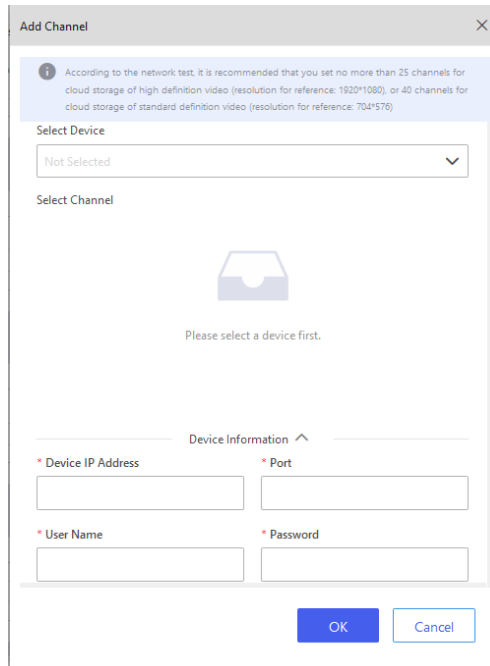 Add Channel
According to the network test, it is recommended that you set no more than 25 channels for
cloud storage of high definition video (resolution for reference: 1920*1080), or 40 channels for
cloud storage of standard definition video (resolution for reference: 704*576)
Select Device
Not Selected
Select Channel
Please select a device first.
Device Information
* Device IP Address
* Port
* User Name
* Password
OK
Cancel